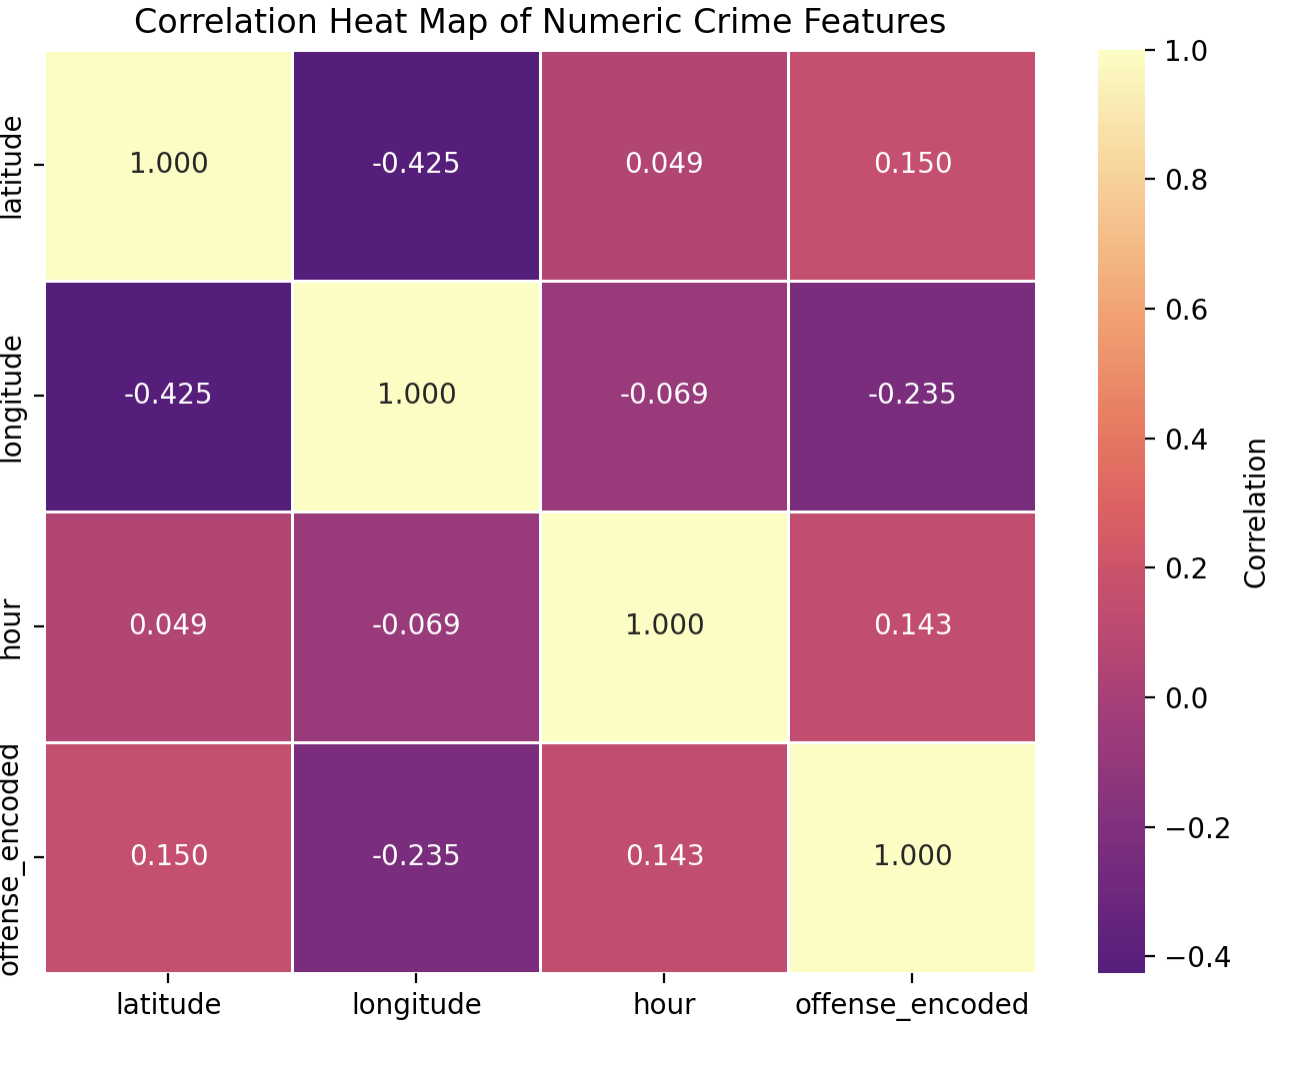 Correlation Heat Map of Numeric Crime Features
latitude
1.000 -0.425 0.049 0.150
longitude
-0.425 1.000 -0.069 -0.235
hour
0.049 -0.069 1.000 0.143
offense_encoded
0.150 -0.235 0.143 1.000
latitude longitude hour offense_encoded
1.0
0.8
0.6
0.4
0.2
0.0
−0.2
−0.4
Correlation